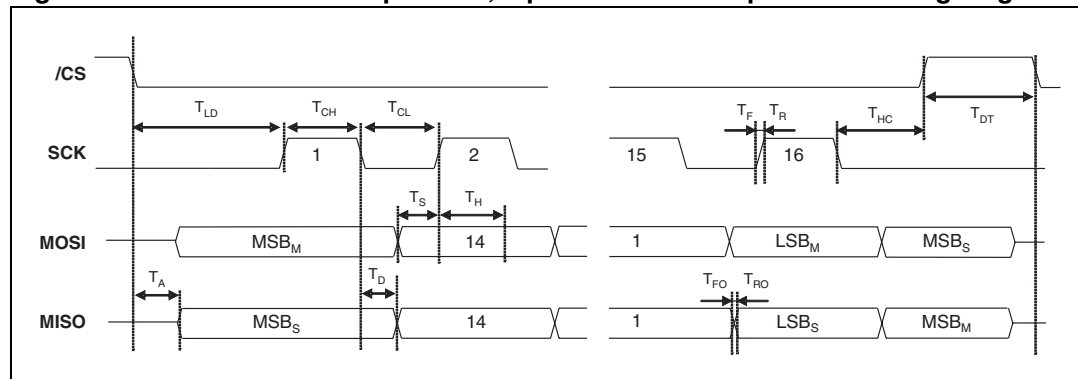 /CS
T_LD T_CH T_CL T_F T_R T_HC T_DT
SCK 1 2 15 16
T_S T_H
MOSI MSB_M 14 1 LSB_M MSB_S
T_A T_D T_FO T_RO
MISO MSB_S 14 1 LSB_S MSB_M